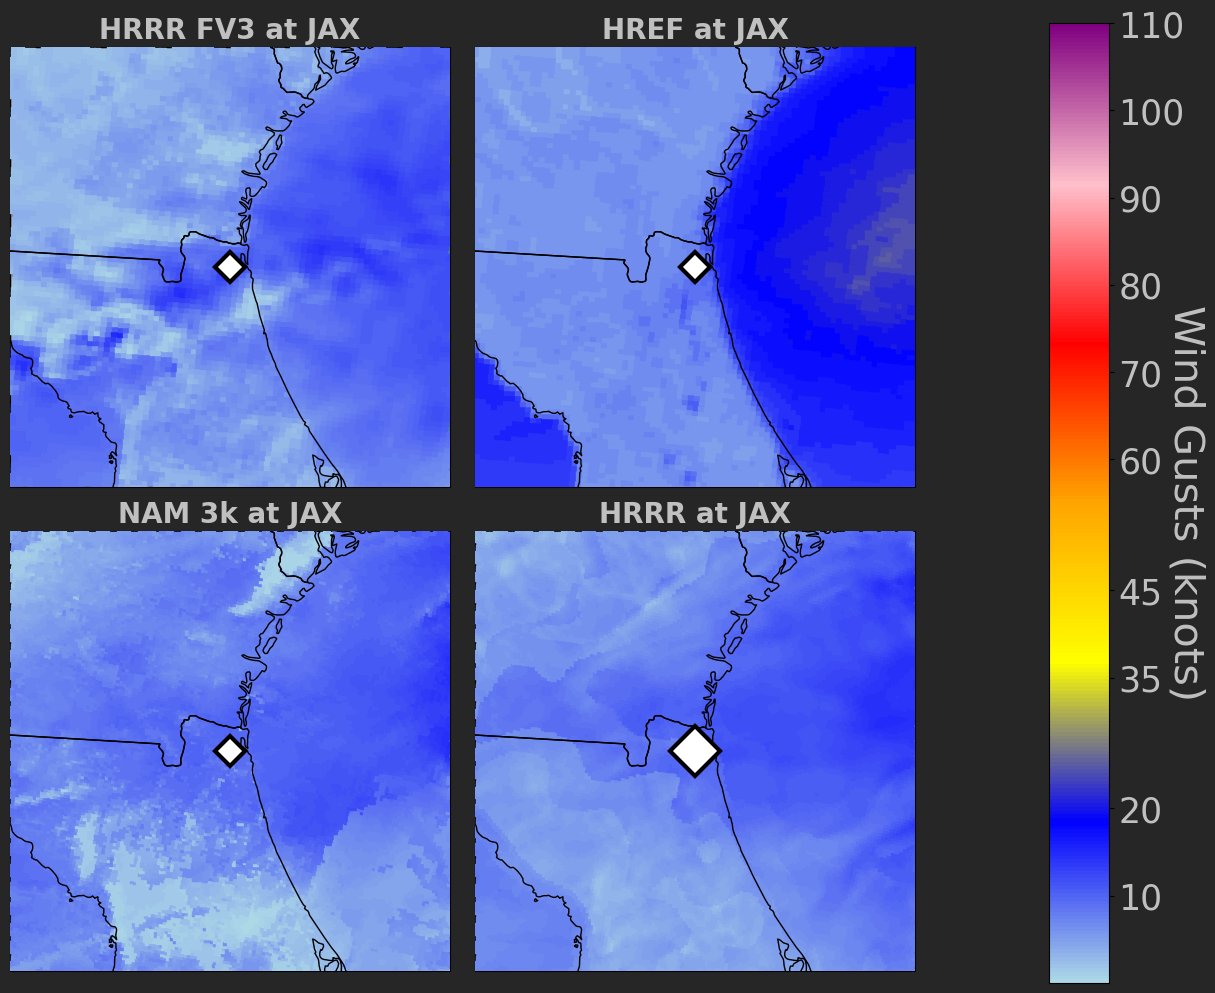 HRRR FV3 at JAX
HREF at JAX
NAM 3k at JAX
HRRR at JAX
110
100
90
80
70
60
45
35
20
10
Wind Gusts (knots)